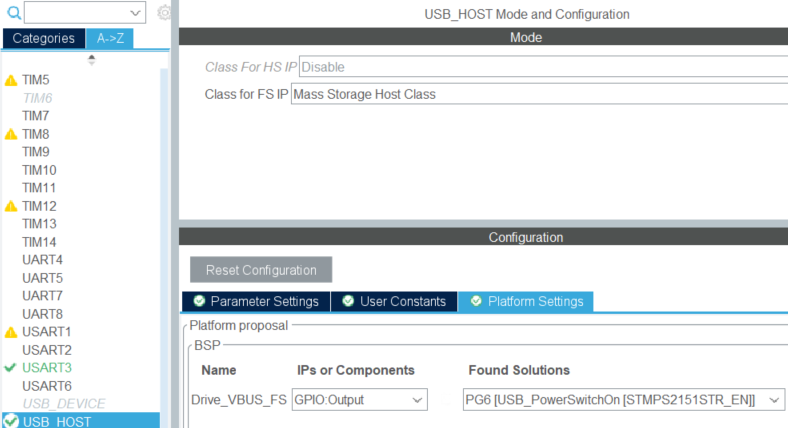 USB_HOST Mode and Configuration
Categories
A->Z
Mode
Class For HS IP Disable
Class for FS IP Mass Storage Host Class
TIM5
TIM6
TIM7
TIM8
TIM9
TIM10
TIM11
TIM12
TIM13
TIM14
UART4
UART5
UART7
UART8
USART1
USART2
USART3
USART6
USB_DEVICE
USB_HOST
Configuration
Reset Configuration
Parameter Settings
User Constants
Platform Settings
Platform proposal
BSP
Name IPs or Components Found Solutions
Drive_VBUS_FS GPIO:Output PG6 [USB_PowerSwitchOn [STMPS2151STR_EN]]